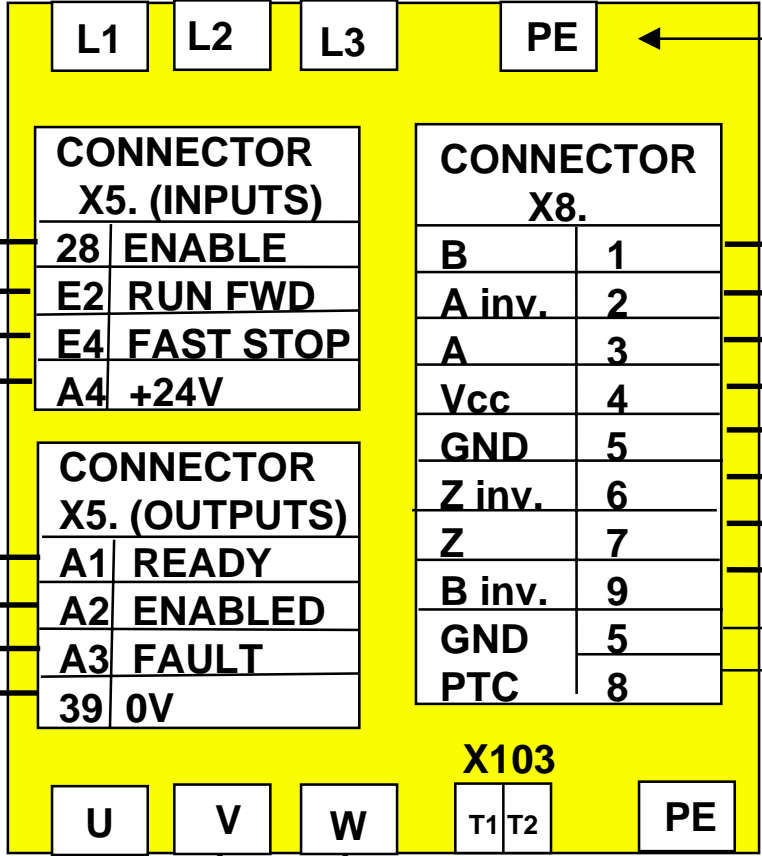 L1 L2 L3 PE
CONNECTOR
X5. (INPUTS)
28 ENABLE
E2 RUN FWD
E4 FAST STOP
A4 +24V
CONNECTOR
X5. (OUTPUTS)
A1 READY
A2 ENABLED
A3 FAULT
39 0V
CONNECTOR
X8.
B 1
A inv. 2
A 3
Vcc 4
GND 5
Z inv. 6
Z 7
B inv. 9
GND 5
PTC 8
X103
U V W T1 T2 PE